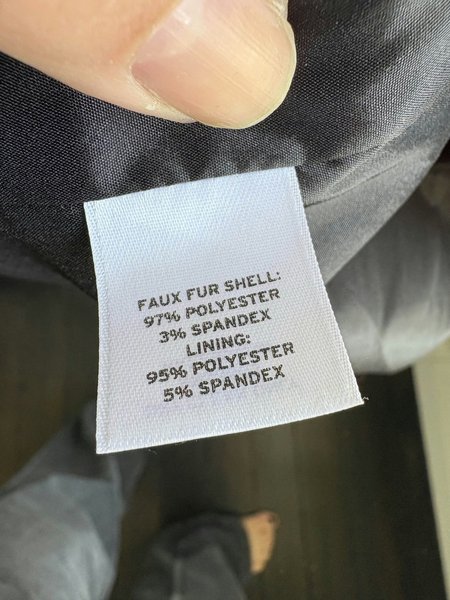 FAUX FUR SHELL:
97% POLYESTER
3% SPANDEX
LINING:
95% POLYESTER
5% SPANDEX